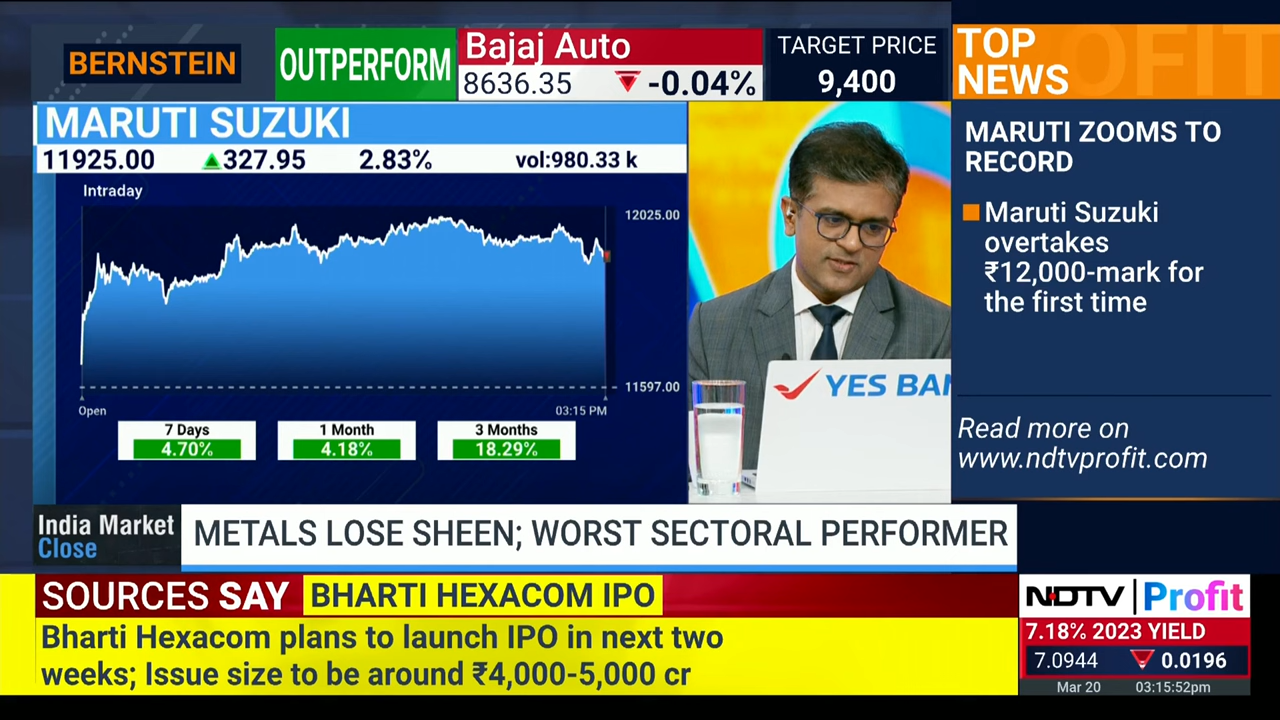 BERNSTEIN
OUTPERFORM
Bajaj Auto
8636.35 ▼ -0.04%
TARGET PRICE
9,400
TOP
NEWS
MARUTI SUZUKI
11925.00 ▲327.95 2.83% vol:980.33 k
Intraday
12025.00
11597.00
Open
03:15 PM
7 Days
4.70%
1 Month
4.18%
3 Months
18.29%
YES BAN
MARUTI ZOOMS TO
RECORD
Maruti Suzuki
overtakes
₹12,000-mark for
the first time
Read more on
www.ndtvprofit.com
India Market
Close
METALS LOSE SHEEN; WORST SECTORAL PERFORMER
SOURCES SAY
BHARTI HEXACOM IPO
Bharti Hexacom plans to launch IPO in next two
weeks; Issue size to be around ₹4,000-5,000 cr
NDTV Profit
7.18% 2023 YIELD
7.0944 ▼ 0.0196
Mar 20 03:15:52pm